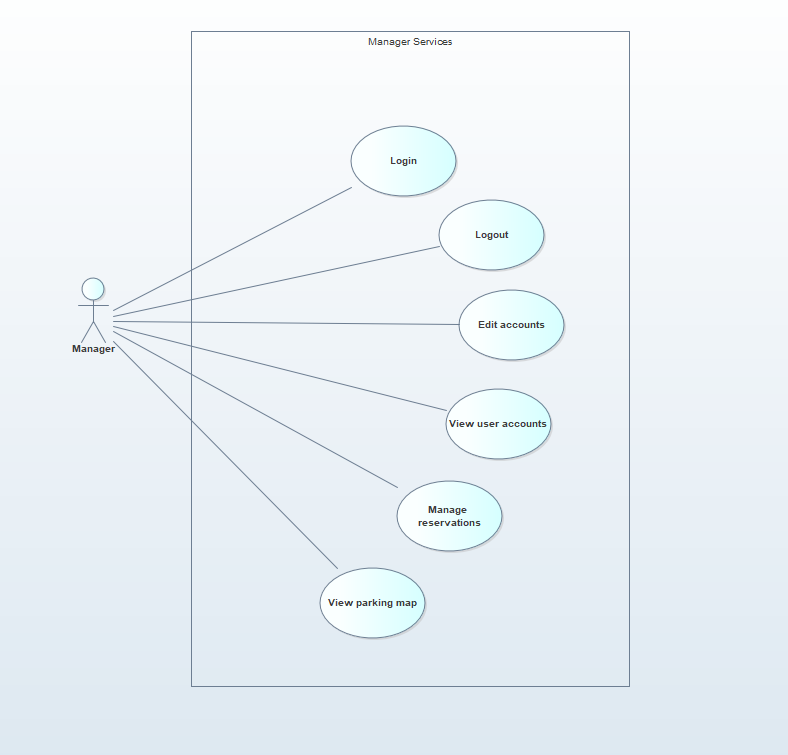 Manager Services
Login
Logout
Edit accounts
Manager
View user accounts
Manage
reservations
View parking map